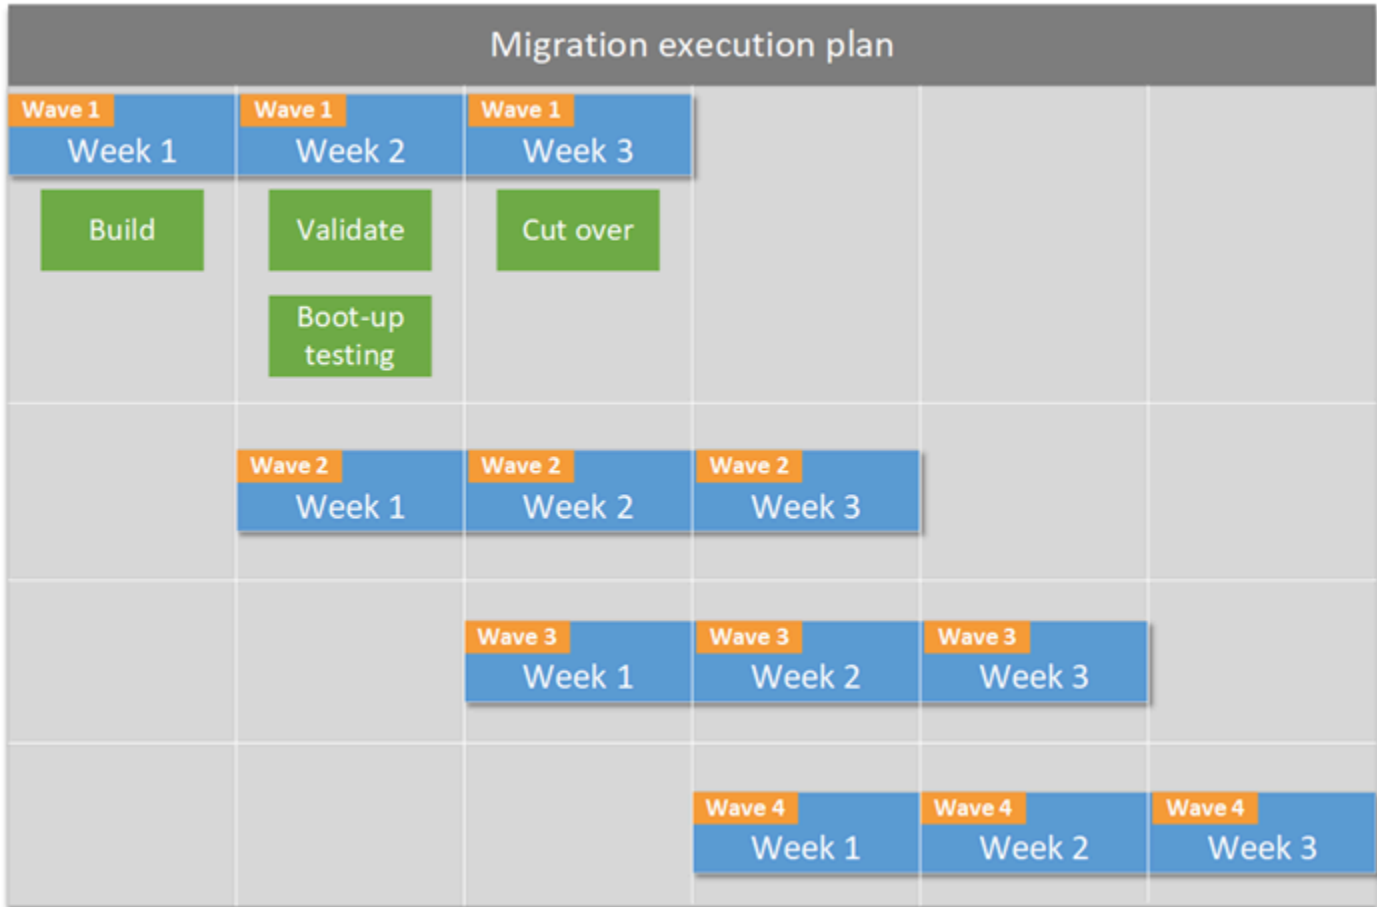 Migration execution plan
Wave 1
Week 1
Wave 1
Week 2
Wave 1
Week 3
Build
Validate
Cut over
Boot-up
testing
Wave 2
Week 1
Wave 2
Week 2
Wave 2
Week 3
Wave 3
Week 1
Wave 3
Week 2
Wave 3
Week 3
Wave 4
Week 1
Wave 4
Week 2
Wave 4
Week 3